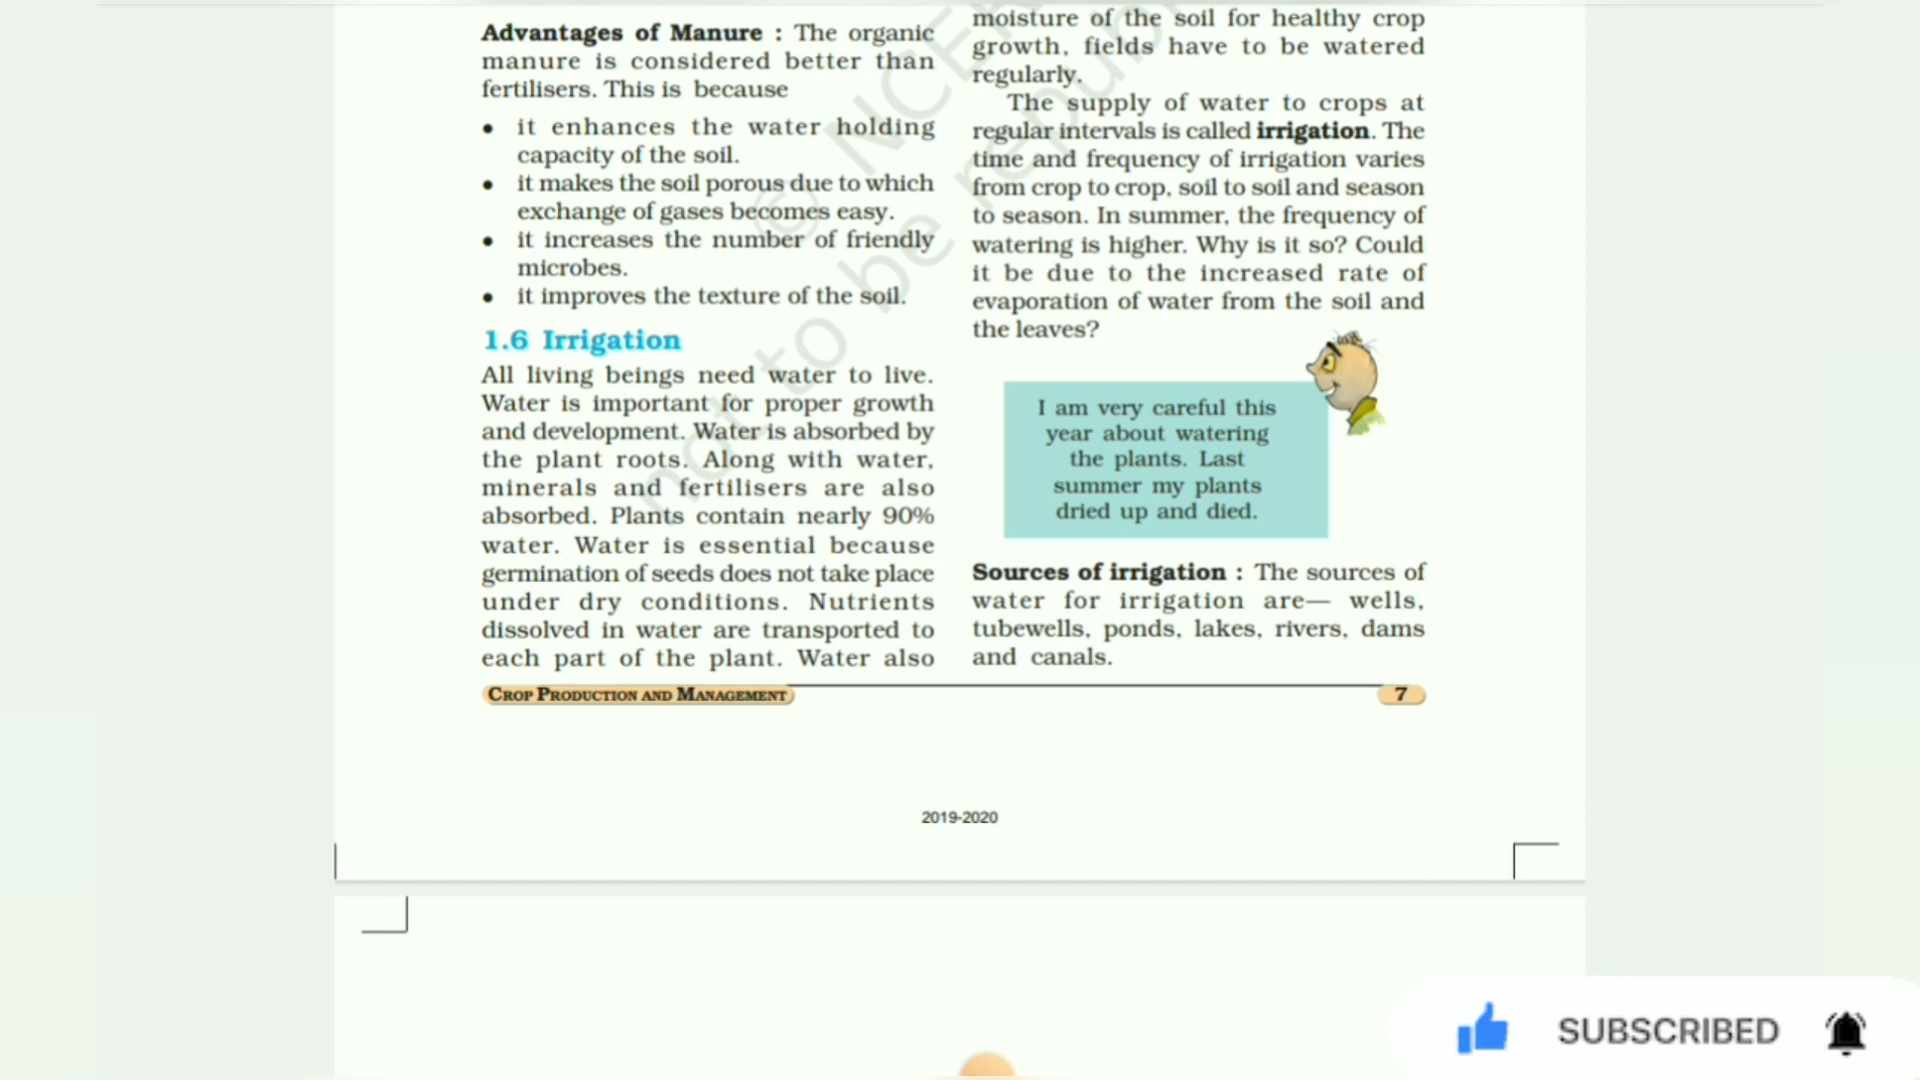 Advantages of Manure : The organic
manure is considered better than
fertilisers. This is because
• it enhances the water holding
capacity of the soil.
• it makes the soil porous due to which
exchange of gases becomes easy.
• it increases the number of friendly
microbes.
• it improves the texture of the soil.
1.6 Irrigation
All living beings need water to live.
Water is important for proper growth
and development. Water is absorbed by
the plant roots. Along with water,
minerals and fertilisers are also
absorbed. Plants contain nearly 90%
water. Water is essential because
germination of seeds does not take place
under dry conditions. Nutrients
dissolved in water are transported to
each part of the plant. Water also
moisture of the soil for healthy crop
growth, fields have to be watered
regularly.
The supply of water to crops at
regular intervals is called irrigation. The
time and frequency of irrigation varies
from crop to crop, soil to soil and season
to season. In summer, the frequency of
watering is higher. Why is it so? Could
it be due to the increased rate of
evaporation of water from the soil and
the leaves?
I am very careful this
year about watering
the plants. Last
summer my plants
dried up and died.
Sources of irrigation : The sources of
water for irrigation are— wells,
tubewells, ponds, lakes, rivers, dams
and canals.
CROP PRODUCTION AND MANAGEMENT
7
2019-2020
© NCE
not to be repub
SUBSCRIBED